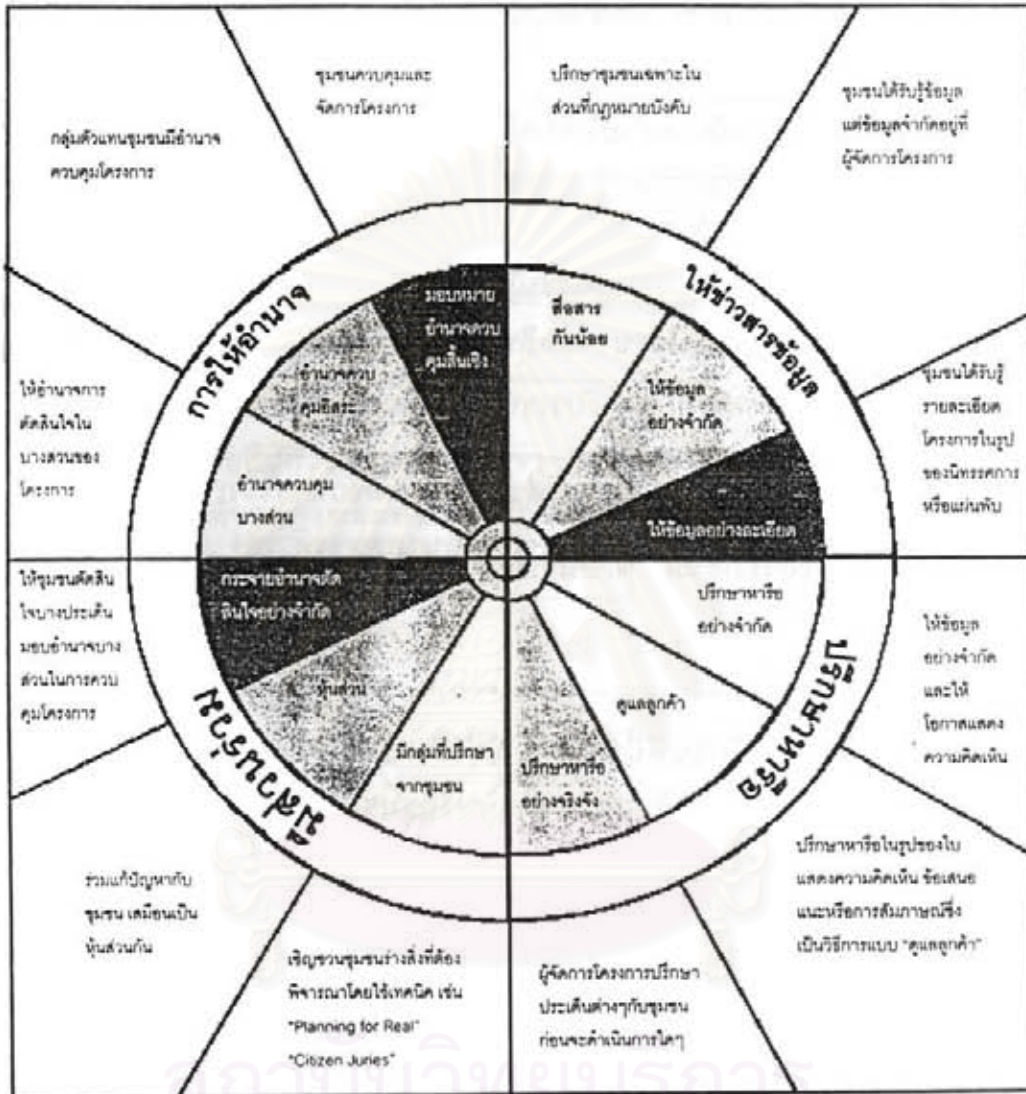 ชุมชนควบคุมและ
จัดการโครงการ
ปรึกษาชุมชนเฉพาะใน
ส่วนที่กฎหมายบังคับ
ชุมชนได้รับรู้ข้อมูล
แต่ข้อมูลจำกัดอยู่ที่
ผู้จัดการโครงการ
กลุ่มตัวแทนชุมชนมีอำนาจ
ควบคุมโครงการ
การให้อำนาจ
ให้ข่าวสารข้อมูล
มอบหมาย
อำนาจควบ
คุมสิ้นเชิง
สื่อสาร
กันน้อย
อำนาจควบ
คุมอิสระ
ให้ข้อมูล
อย่างจำกัด
ให้อำนาจการ
ตัดสินใจใน
บางส่วนของ
โครงการ
ชุมชนได้รับรู้
รายละเอียด
โครงการในรูป
ของนิทรรศการ
หรือแผ่นพับ
อำนาจควบคุม
บางส่วน
ให้ข้อมูลอย่างละเอียด
ให้ชุมชนตัดสิน
ใจบางประเด็น
มอบอำนาจบาง
ส่วนในการควบ
คุมโครงการ
กระจายอำนาจตัด
สินใจอย่างจำกัด
ปรึกษาหารือ
อย่างจำกัด
ให้ข้อมูล
อย่างจำกัด
และให้
โอกาสแสดง
ความคิดเห็น
หุ้นส่วน
ดูแลลูกค้า
มีส่วนร่วม
ปรึกษาหารือ
มีกลุ่มที่ปรึกษา
จากชุมชน
ปรึกษาหารือ
อย่างจริงจัง
ร่วมแก้ปัญหากับ
ชุมชน เสมือนเป็น
หุ้นส่วนกัน
ปรึกษาหารือในรูปของใบ
แสดงความคิดเห็น ข้อเสนอ
แนะหรือการสัมภาษณ์ซึ่ง
เป็นวิธีการแบบ "ดูแลลูกค้า"
เชิญชวนชุมชนร่างสิ่งที่ต้อง
พิจารณาโดยใช้เทคนิค เช่น
"Planning for Real"
"Citizen Juries"
ผู้จัดการโครงการปรึกษา
ประเด็นต่างๆกับชุมชน
ก่อนจะดำเนินการใดๆ
สถาบันวิทยบริการ